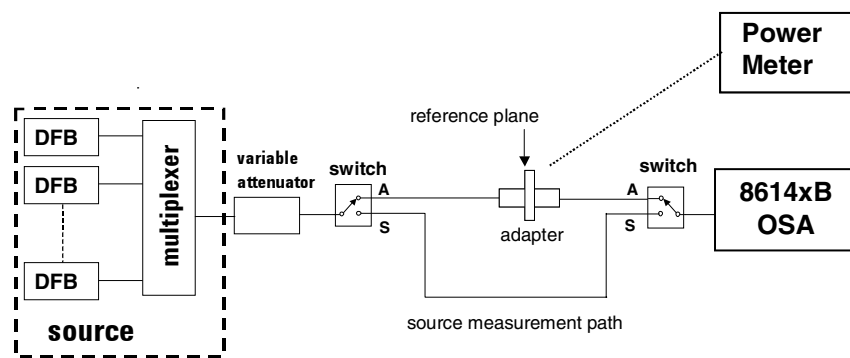 Power
Meter
reference plane
DFB
DFB
DFB
multiplexer
source
variable
attenuator
switch
A
S
adapter
switch
A
S
8614xB
OSA
source measurement path